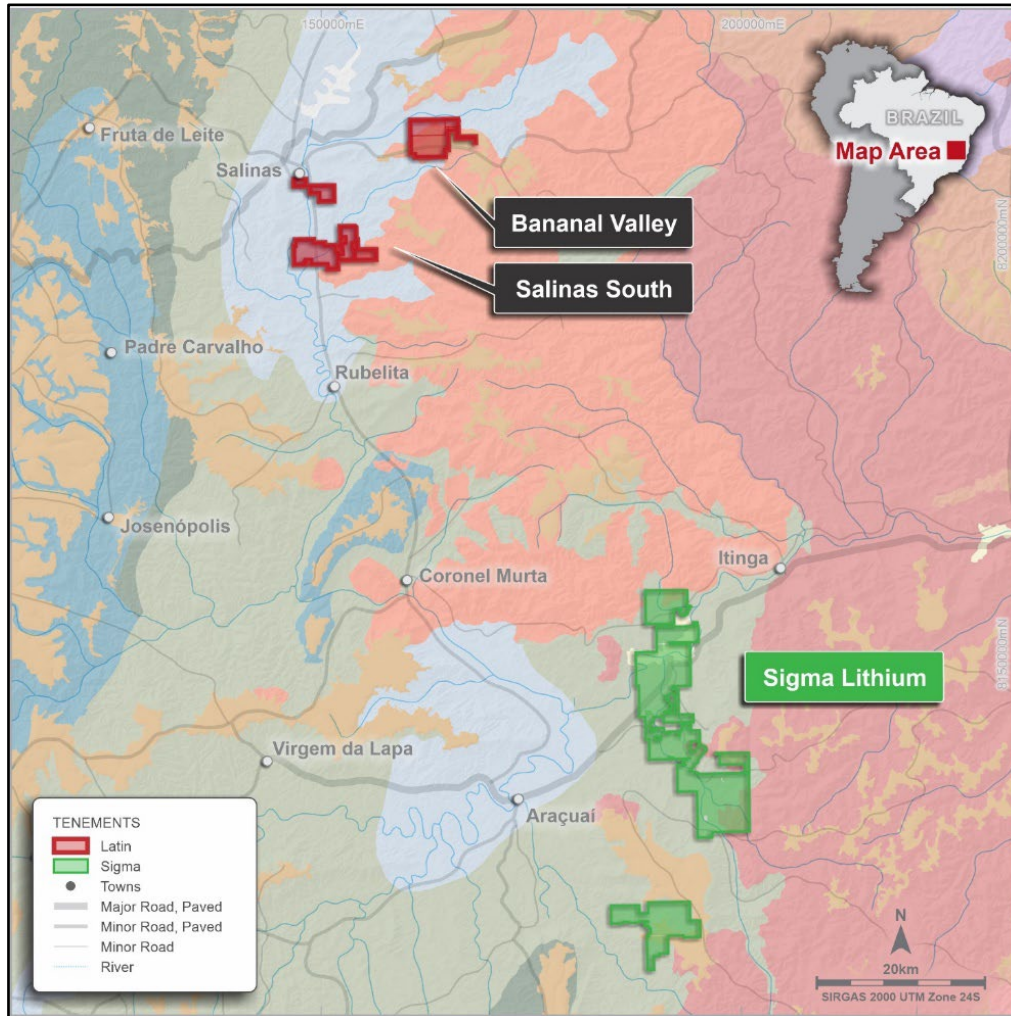 150000mE
200000mE
Fruta de Leite
Salinas
BRAZIL
Map Area
Bananal Valley
8200000mN
Salinas South
Padre Carvalho
Rubelita
Josenópolis
Itinga
Coronel Murta
8150000mN
Sigma Lithium
Virgem da Lapa
Araçuaí
TENEMENTS
Latin
Sigma
Towns
Major Road, Paved
Minor Road, Paved
Minor Road
River
N
20km
SIRGAS 2000 UTM Zone 24S